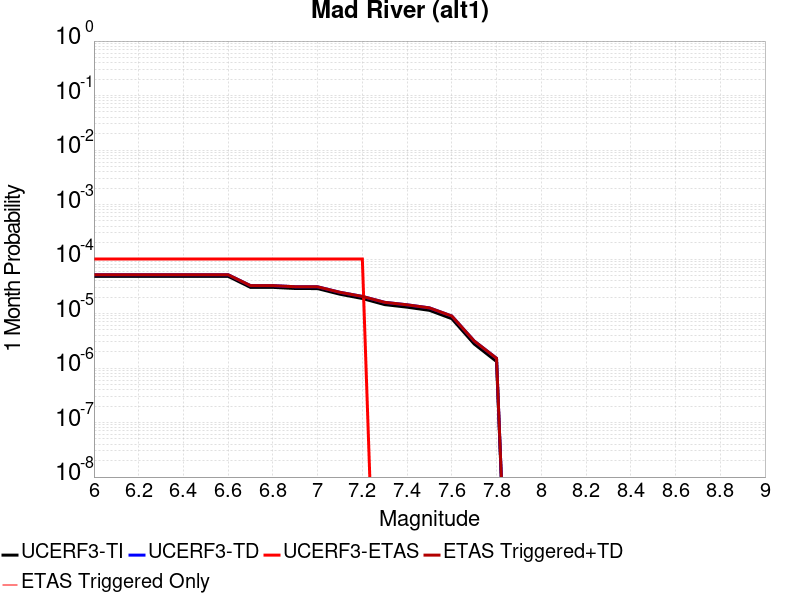 Mad River (alt1)
10^0
10^-1
10^-2
10^-3
10^-4
10^-5
10^-6
10^-7
10^-8
1 Month Probability
6 6.2 6.4 6.6 6.8 7 7.2 7.4 7.6 7.8 8 8.2 8.4 8.6 8.8 9
Magnitude
UCERF3-TI UCERF3-TD UCERF3-ETAS ETAS Triggered+TD
ETAS Triggered Only